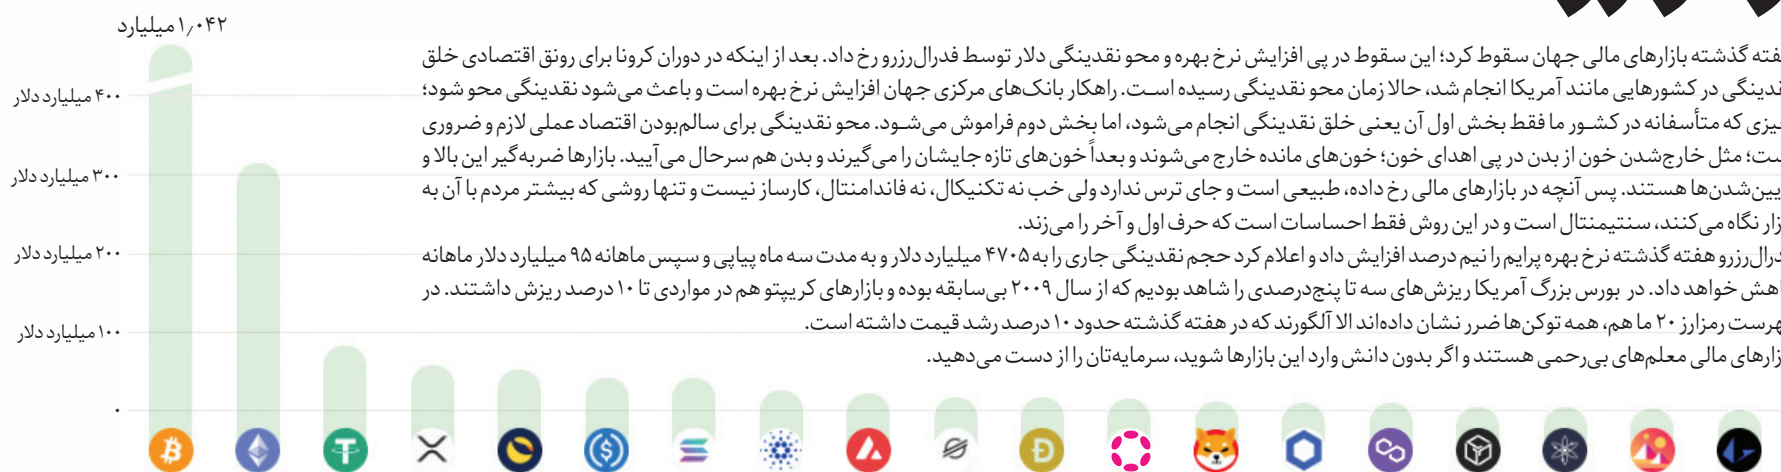 ۱٫۰۴۲ میلیارد
۴۰۰ میلیارد دلار
۳۰۰ میلیارد دلار
۲۰۰ میلیارد دلار
۱۰۰ میلیارد دلار
۰
گذشته بازارهای مالی جهان سقوط کرد؛ این سقوط در پی افزایش نرخ بهره و محو نقدینگی دلار توسط فدرال‌رزرو رخ داد. بعد از اینکه در دوران کرونا برای رونق اقتصادی خلق
در کشورهایی مانند آمریکا انجام شد، حالا زمان محو نقدینگی رسیده است. راهکار بانک‌های مرکزی جهان افزایش نرخ بهره است و باعث می‌شود نقدینگی محو شود؛
که متأسفانه در کشور ما فقط بخش اول آن یعنی خلق نقدینگی انجام می‌شود، اما بخش دوم فراموش می‌شود. محو نقدینگی برای سالم‌بودن اقتصاد عملی لازم و ضروری
مثل خارج‌شدن خون از بدن در پی اهدای خون؛ خون‌های مانده خارج می‌شوند و بعداً خون‌های تازه جایشان را می‌گیرند و بدن هم سرحال می‌آیید. بازارها ضربه‌گیر این بالا و
هستند. پس آنچه در بازارهای مالی رخ داده، طبیعی است و جای ترس ندارد ولی خب نه تکنیکال، نه فاندامنتال، کارساز نیست و تنها روشی که بیشتر مردم با آن به
نگاه می‌کنند، سنتیمنتال است و در این روش فقط احساسات است که حرف اول و آخر را می‌زند.
هفته گذشته نرخ بهره پرایم را نیم درصد افزایش داد و اعلام کرد حجم نقدینگی جاری را به ۴۷۰۵ میلیارد دلار و به مدت سه ماه پیاپی و سپس ماهانه ۹۵ میلیارد دلار ماهانه
خواهد داد. در بورس بزرگ آمریکا ریزش‌های سه تا پنج‌درصدی را شاهد بودیم که از سال ۲۰۰۹ بی‌سابقه بوده و بازارهای کریپتو هم در مواردی تا ۱۰ درصد ریزش داشتند. در
رمزارز ۲۰ ما هم، همه توکن‌ها ضرر نشان داده‌اند الا آلگورند که در هفته گذشته حدود ۱۰ درصد رشد قیمت داشته است.
مالی معلم‌های بی‌رحمی هستند و اگر بدون دانش وارد این بازارها شوید، سرمایه‌تان را از دست می‌دهید.